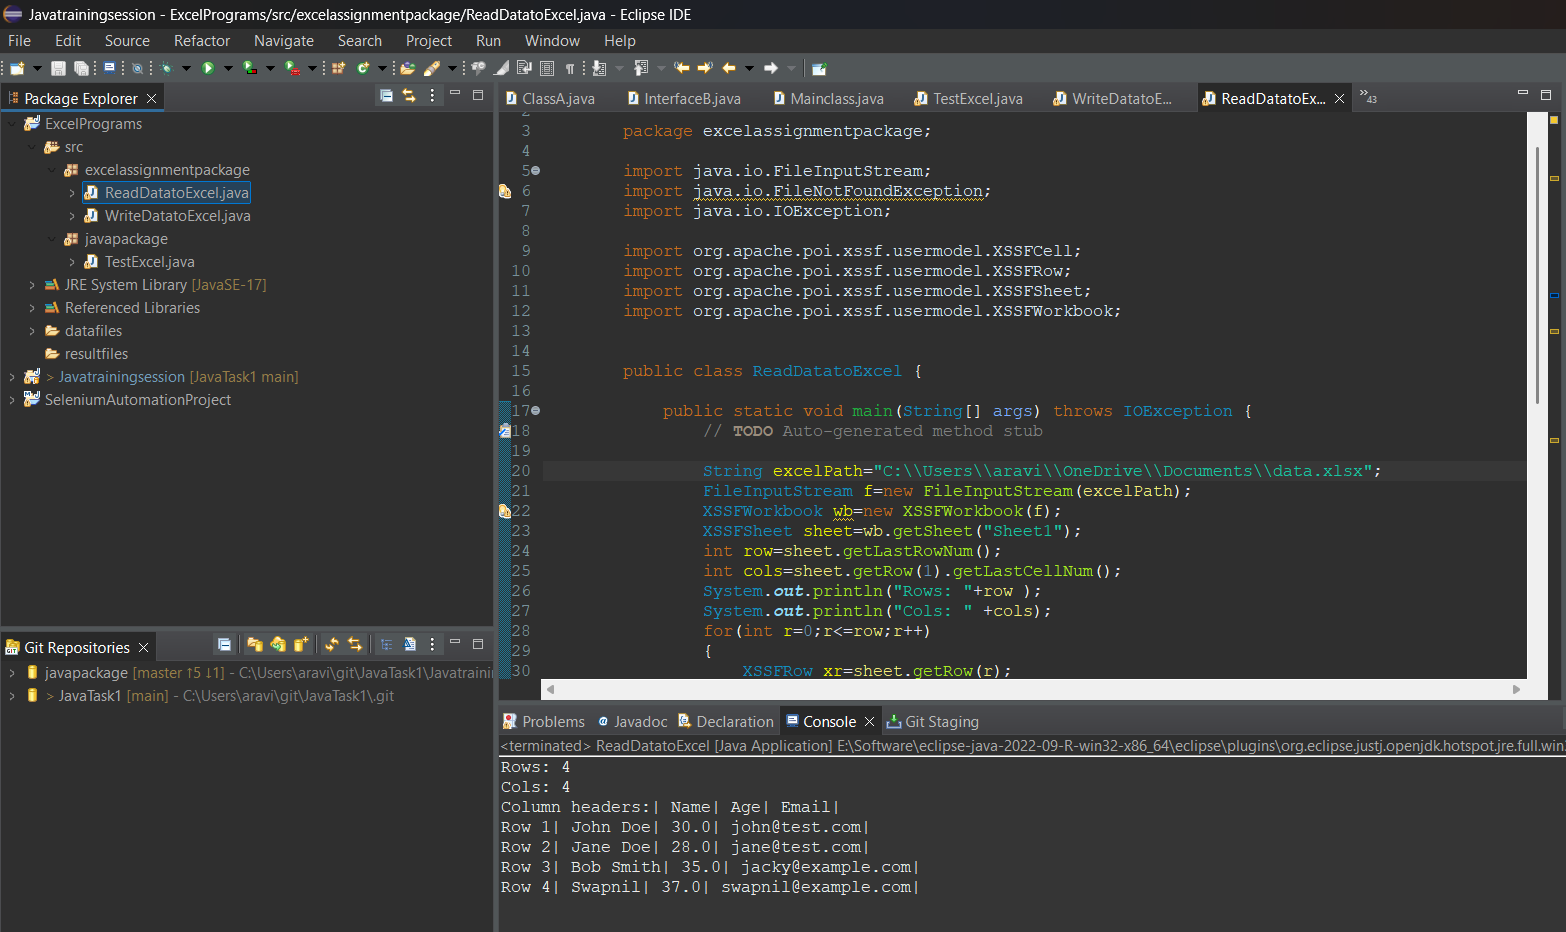 Javatrainingsession - ExcelPrograms/src/excelassignmentpackage/ReadDatatoExcel.java - Eclipse IDE
File Edit Source Refactor Navigate Search Project Run Window Help
Package Explorer
ExcelPrograms
src
excelassignmentpackage
ReadDatatoExcel.java
WriteDatatoExcel.java
javapackage
TestExcel.java
JRE System Library [JavaSE-17]
Referenced Libraries
datafiles
resultfiles
> Javatrainingsession [JavaTask1 main]
SeleniumAutomationProject
Git Repositories
javapackage [master ↑5 ↓1] - C:\Users\aravi\git\JavaTask1\Javatraini
> JavaTask1 [main] - C:\Users\aravi\git\JavaTask1\.git
ClassA.java InterfaceB.java Mainclass.java TestExcel.java WriteDatatoE... ReadDatatoEx... »43
3 package excelassignmentpackage;
4
5 import java.io.FileInputStream;
6 import java.io.FileNotFoundException;
7 import java.io.IOException;
8
9 import org.apache.poi.xssf.usermodel.XSSFCell;
10 import org.apache.poi.xssf.usermodel.XSSFRow;
11 import org.apache.poi.xssf.usermodel.XSSFSheet;
12 import org.apache.poi.xssf.usermodel.XSSFWorkbook;
13
14
15 public class ReadDatatoExcel {
16
17 public static void main(String[] args) throws IOException {
18 // TODO Auto-generated method stub
19
20 String excelPath="C:\\Users\\aravi\\OneDrive\\Documents\\data.xlsx";
21 FileInputStream f=new FileInputStream(excelPath);
22 XSSFWorkbook wb=new XSSFWorkbook(f);
23 XSSFSheet sheet=wb.getSheet("Sheet1");
24 int row=sheet.getLastRowNum();
25 int cols=sheet.getRow(1).getLastCellNum();
26 System.out.println("Rows: "+row );
27 System.out.println("Cols: " +cols);
28 for(int r=0;r<=row;r++)
29 {
30 XSSFRow xr=sheet.getRow(r);
Problems Javadoc Declaration Console Git Staging
<terminated> ReadDatatoExcel [Java Application] E:\Software\eclipse-java-2022-09-R-win32-x86_64\eclipse\plugins\org.eclipse.justj.openjdk.hotspot.jre.full.win
Rows: 4
Cols: 4
Column headers:| Name| Age| Email|
Row 1| John Doe| 30.0| john@test.com|
Row 2| Jane Doe| 28.0| jane@test.com|
Row 3| Bob Smith| 35.0| jacky@example.com|
Row 4| Swapnil| 37.0| swapnil@example.com|